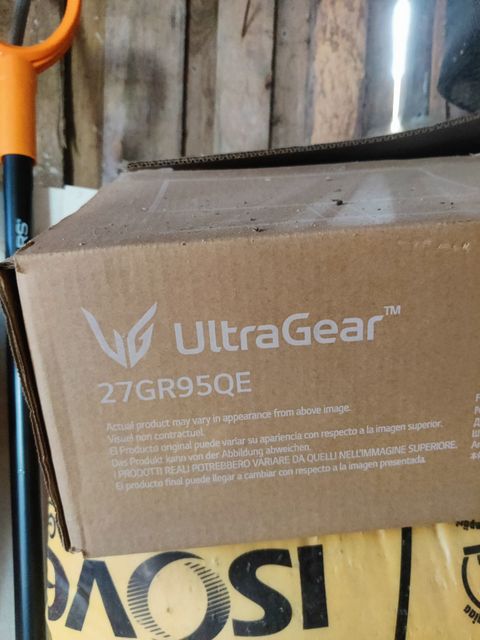 UltraGear™
27GR95QE
Actual product may vary in appearance from above image.
Visuel non contractuel.
El Producto original puede variar su apariencia con respecto a la imagen superior.
Das Produkt kann von der Abbildung abweichen.
I PRODOTTI REALI POTREBBERO VARIARE DA QUELLI NELL'IMMAGINE SUPERIORE.
El producto final puede llegar a cambiar con respecto a la imagen presentada.
ISOV